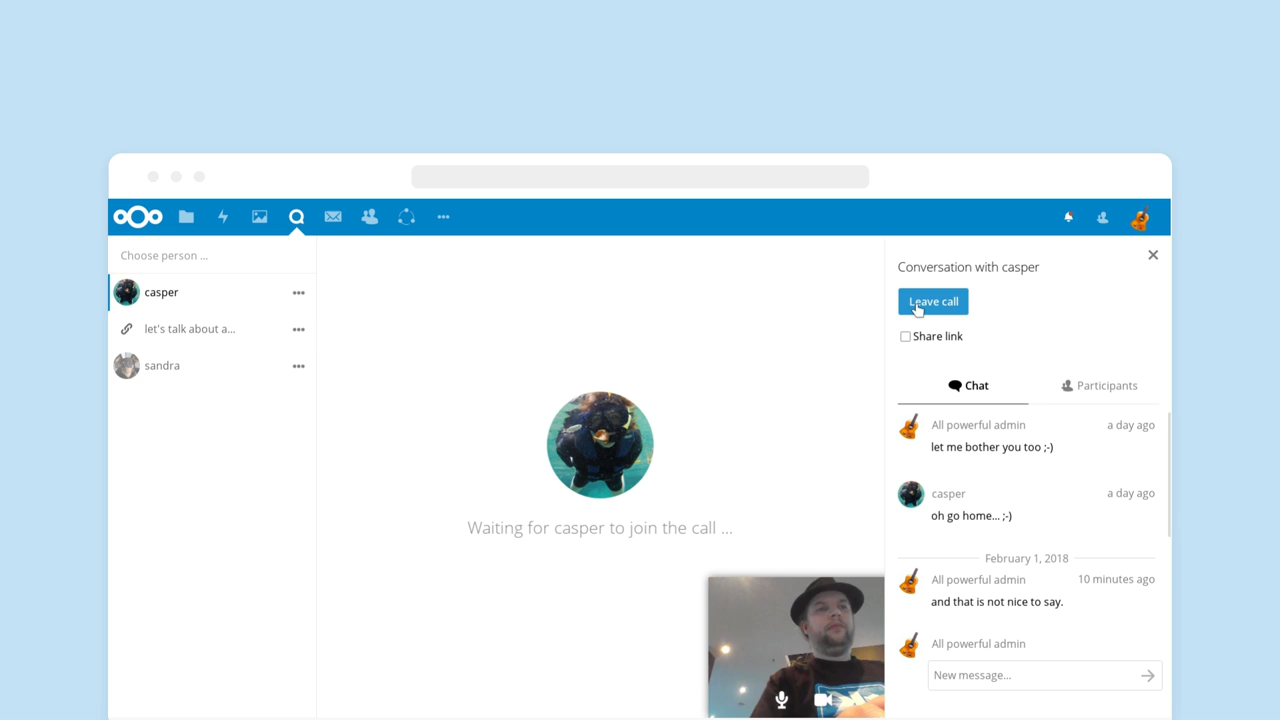 Choose person ...
casper
let's talk about a...
sandra
Waiting for casper to join the call ...
Conversation with casper
Leave call
Share link
Chat
Participants
All powerful admin
a day ago
let me bother you too ;-)
casper
a day ago
oh go home... ;-)
February 1, 2018
All powerful admin
10 minutes ago
and that is not nice to say.
All powerful admin
New message...